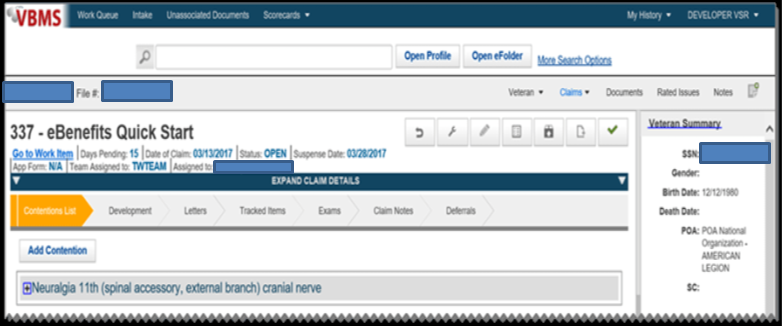 VBMS Work Queue Intake Unassociated Documents Scorecards My History DEVELOPER VSR
Open Profile Open eFolder More Search Options
File #: Veteran Claims Documents Rated Issues Notes
337 - eBenefits Quick Start
Go to Work Item Days Pending: 15 Date of Claim: 03/13/2017 Status: OPEN Suspense Date: 03/28/2017
App Form: N/A Team Assigned to: TWTEAM Assigned to:
EXPAND CLAIM DETAILS
Contentions List Development Letters Tracked Items Exams Claim Notes Deferrals
Add Contention
Neuralgia 11th (spinal accessory, external branch) cranial nerve
Veteran Summary
SSN:
Gender:
Birth Date: 12/12/1980
Death Date:
POA: POA National
Organization -
AMERICAN
LEGION
SC: